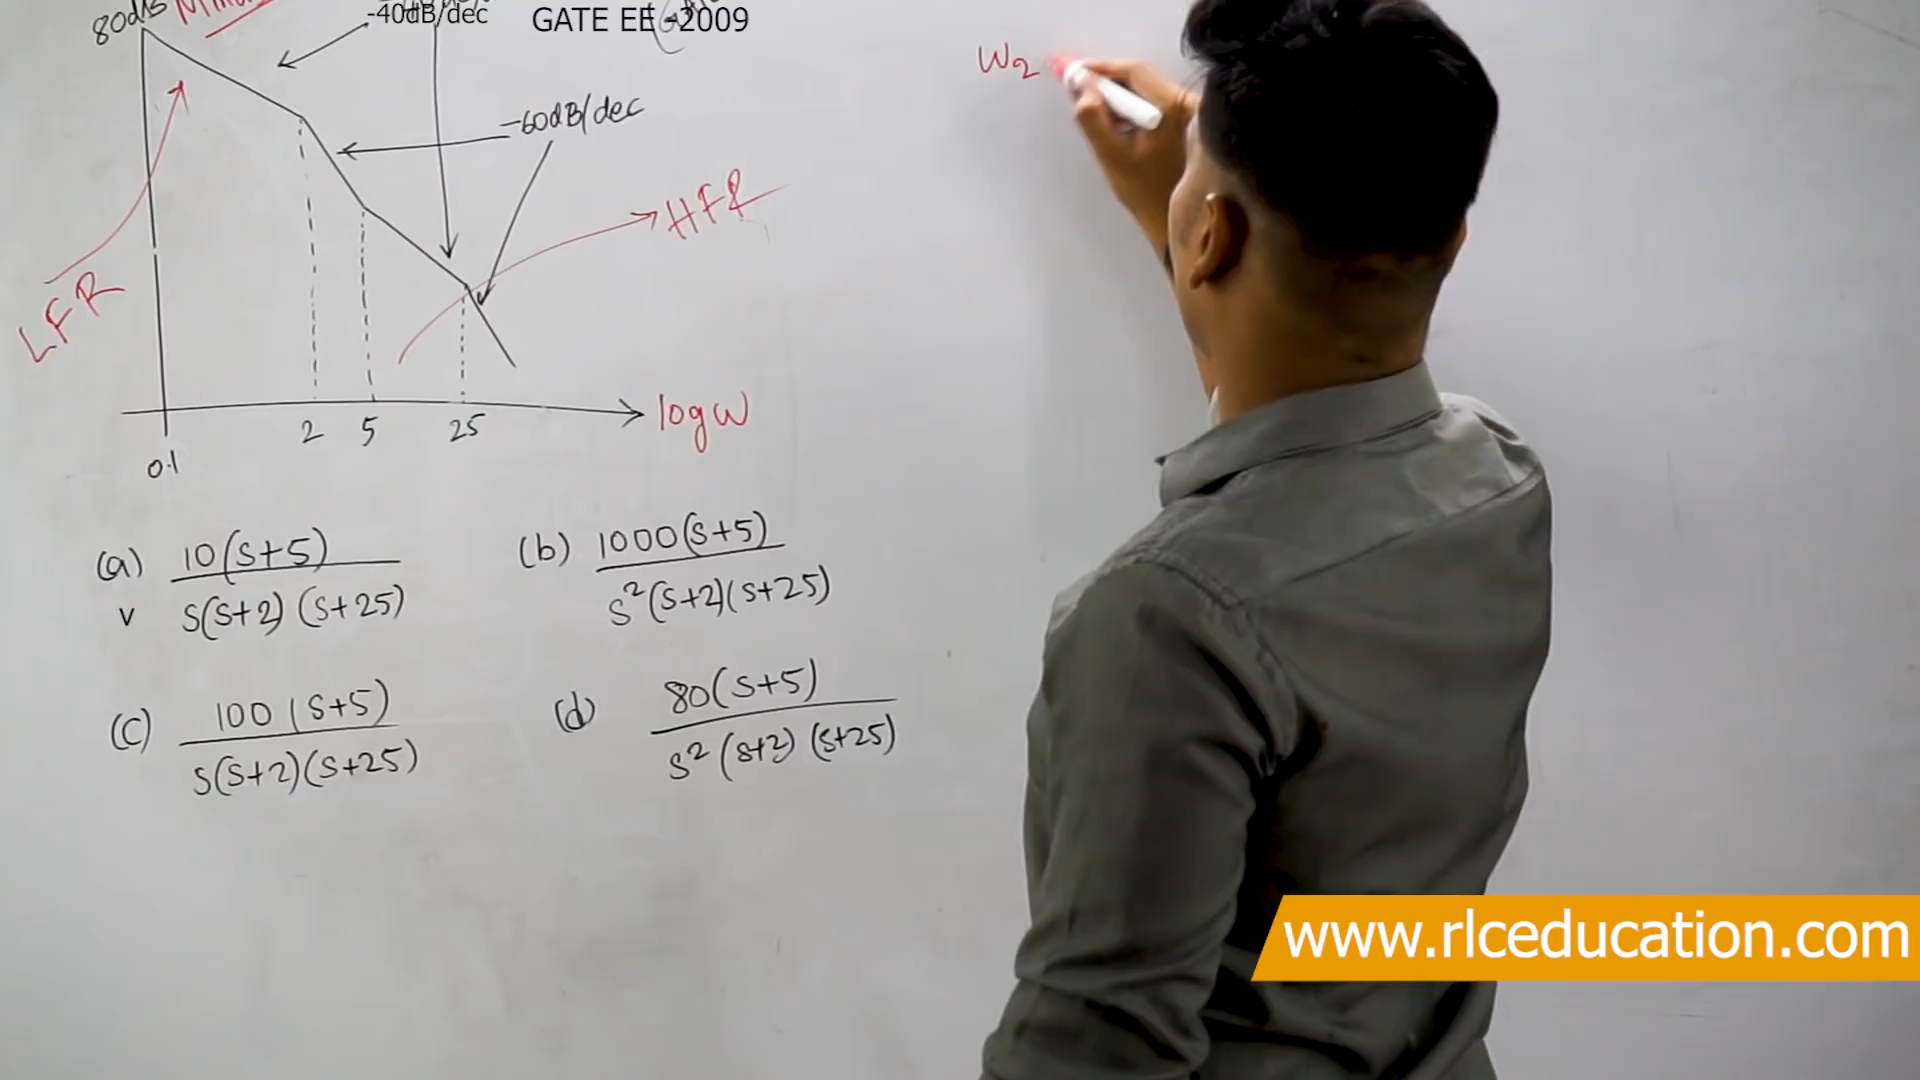 80dB
-40dB/dec
GATE EE -2009
W2
-60dB/dec
HFR
LFR
log w
2
5
25
0.1
(a) 10(s+5)
s(s+2) (s+25)
v
(b) 1000(s+5)
s²(s+2)(s+25)
(c) 100 (s+5)
s(s+2)(s+25)
(d) 80(s+5)
s² (s+2) (s+25)
www.rlceducation.com